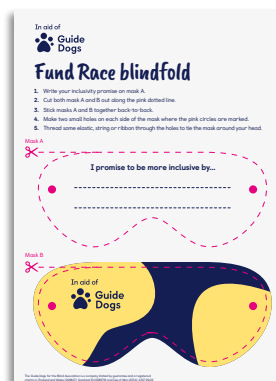 In aid of
Guide
Dogs
Fund Race blindfold
1. Write your inclusivity promise on mask A.
2. Cut both mask A and B out along the pink dotted line.
3. Stick masks A and B together back-to-back.
4. Make two small holes on each side of the mask where the pink circles are marked.
5. Thread some elastic, string or ribbon through the holes to tie the mask around your head.
Mask A
I promise to be more inclusive by...
Mask B
In aid of
Guide
Dogs